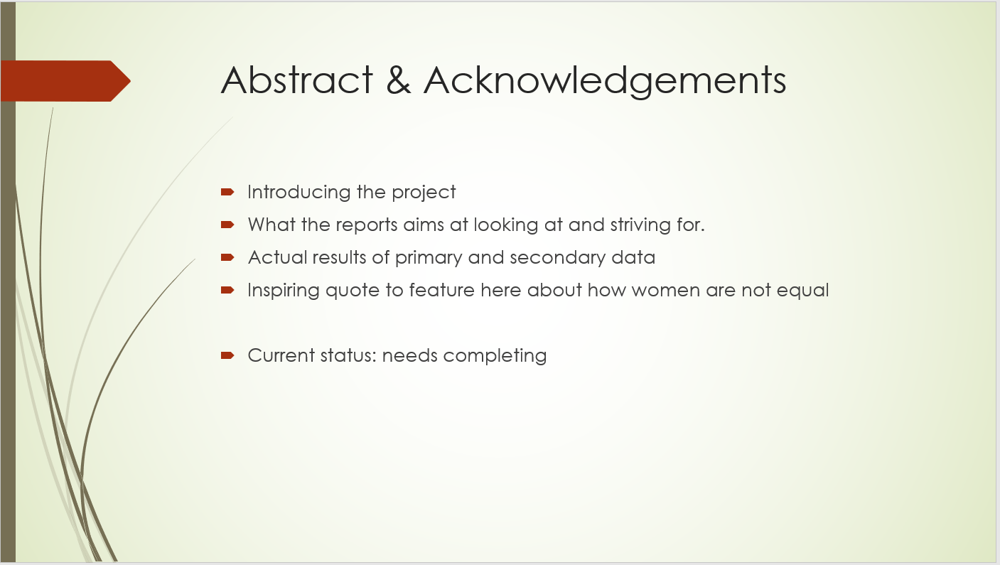 Abstract & Acknowledgements
Introducing the project
What the reports aims at looking at and striving for.
Actual results of primary and secondary data
Inspiring quote to feature here about how women are not equal
Current status: needs completing